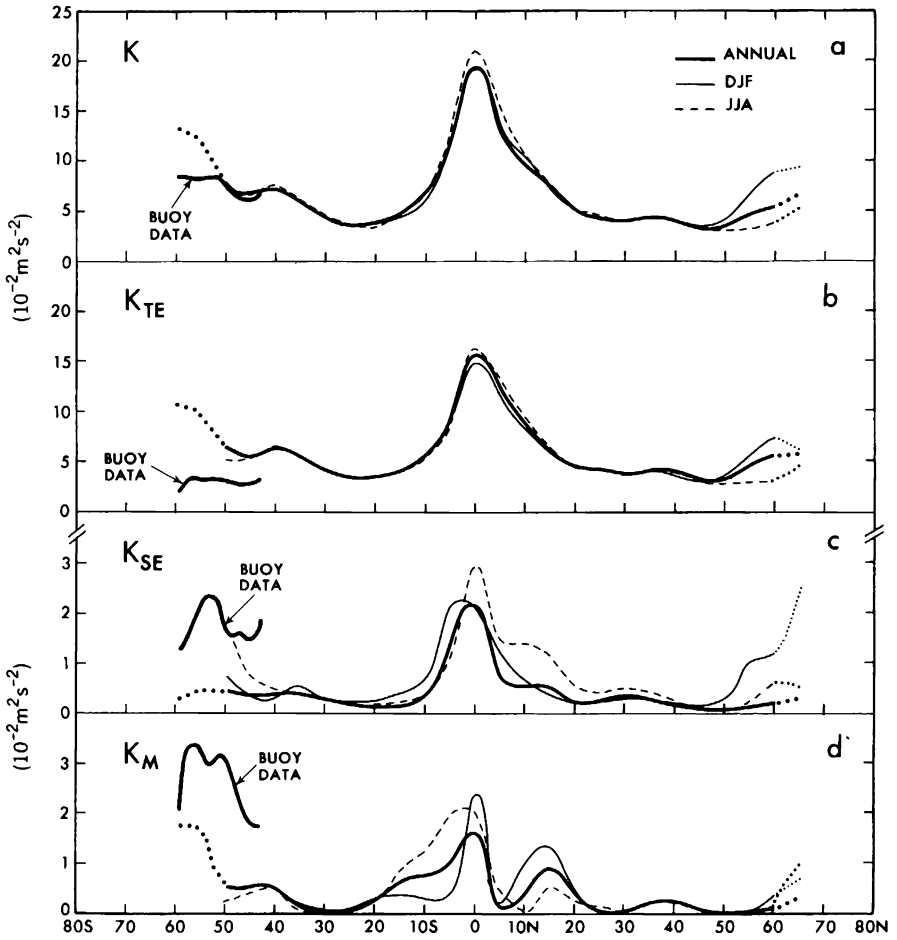 K
a
ANNUAL
DJF
JJA
25
20
15
10
5
0
BUOY
DATA
(10⁻²m²s⁻²)
K_TE
b
20
15
10
5
0
BUOY
DATA
K_SE
c
3
2
1
0
BUOY
DATA
(10⁻²m²s⁻²)
K_M
d
3
2
1
0
BUOY
DATA
80S 70 60 50 40 30 20 10S 0 10N 20 30 40 50 60 70 80N